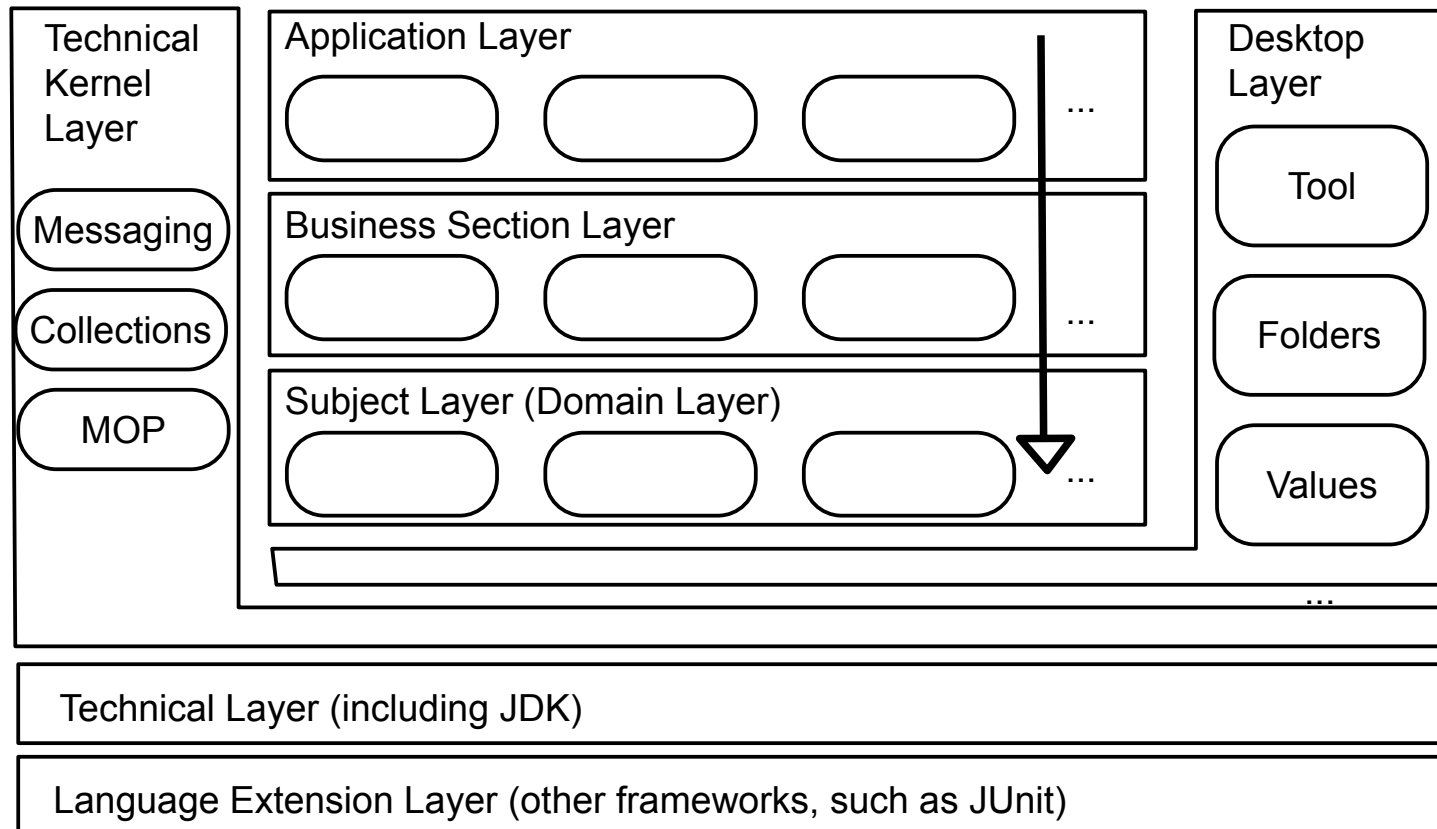 Technical
Kernel
Layer
Messaging
Collections
MOP
Application Layer
...
Business Section Layer
...
Subject Layer (Domain Layer)
...
Desktop
Layer
Tool
Folders
Values
...
Technical Layer (including JDK)
Language Extension Layer (other frameworks, such as JUnit)